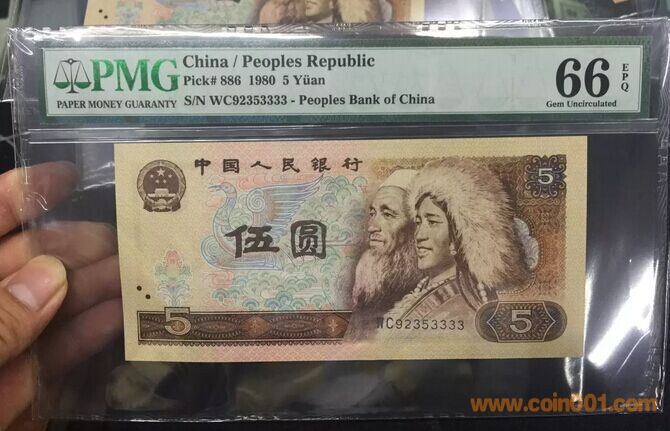 PMG
PAPER MONEY GUARANTY
China / Peoples Republic
Pick# 886 1980 5 Yüan
S/N WC92353333 - Peoples Bank of China
66
EPQ
Gem Uncirculated
中国人民银行
5
伍圆
5
WC92353333
5
www.coin001.com